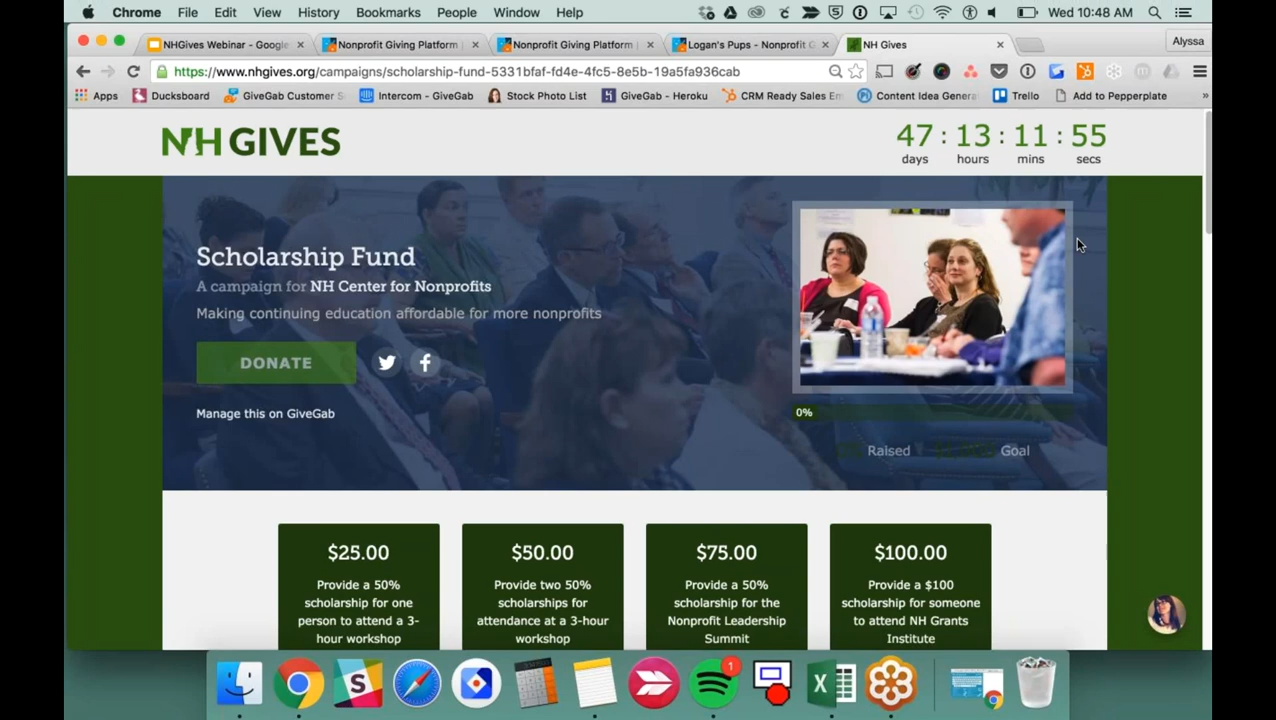 Chrome File Edit View History Bookmarks People Window Help Wed 10:48 AM
NHGives Webinar - Google Nonprofit Giving Platform Nonprofit Giving Platform Logan's Pups - Nonprofit G NH Gives Alyssa
https://www.nhgives.org/campaigns/scholarship-fund-5331bfaf-fd4e-4fc5-8e5b-19a5fa936cab
Apps Ducksboard GiveGab Customer S Intercom - GiveGab Stock Photo List GiveGab - Heroku CRM Ready Sales Em Content Idea Genera Trello Add to Pepperplate »
NH GIVES
47 : 13 : 11 : 55
days hours mins secs
Scholarship Fund
A campaign for NH Center for Nonprofits
Making continuing education affordable for more nonprofits
DONATE
Manage this on GiveGab
0%
Raised Goal
$25.00
Provide a 50%
scholarship for one
person to attend a 3-
hour workshop
$50.00
Provide two 50%
scholarships for
attendance at a 3-hour
workshop
$75.00
Provide a 50%
scholarship for the
Nonprofit Leadership
Summit
$100.00
Provide a $100
scholarship for someone
to attend NH Grants
Institute
1